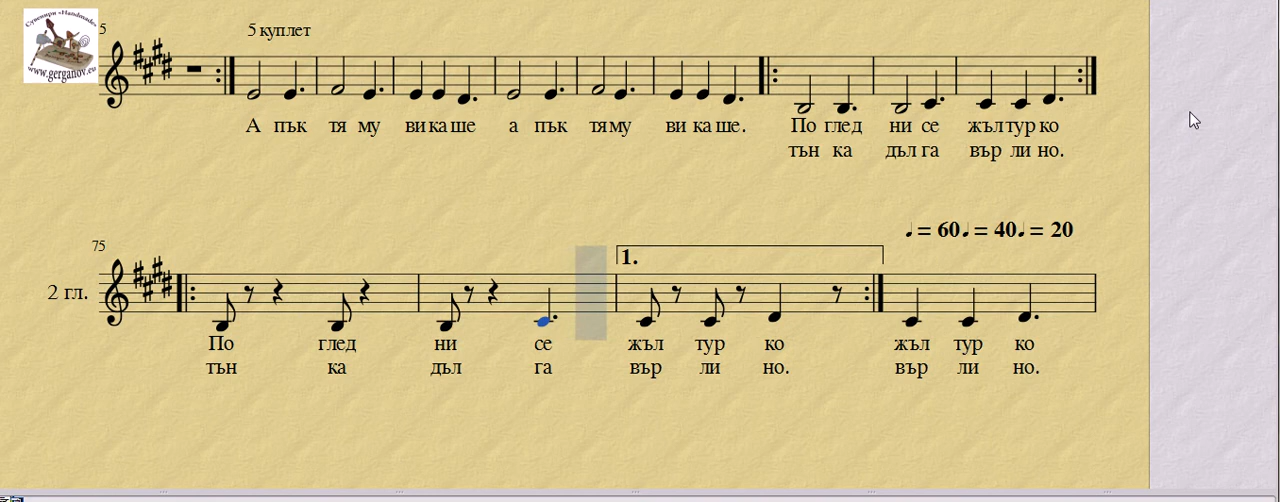 Сувенири «Handmade»
www.gerganov.eu
5
5 куплет
А пък тя му ви ка ше а пък тя му ви ка ше. По глед ни се жъл тур ко
тън ка дъл га вър ли но.
♩ = 60 ♩ = 40 ♩ = 20
75
1.
2 гл.
По глед ни се жъл тур ко жъл тур ко
тън ка дъл га вър ли но. вър ли но.